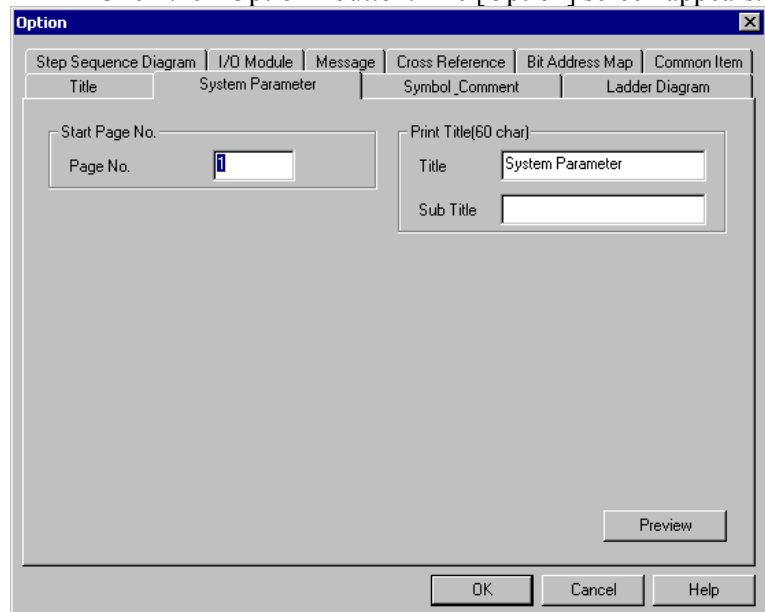 Option
Step Sequence Diagram I/O Module Message Cross Reference Bit Address Map Common Item
Title System Parameter Symbol_Comment Ladder Diagram
Start Page No. Print Title(60 char)
Page No. 1 Title System Parameter
Sub Title
Preview
OK Cancel Help